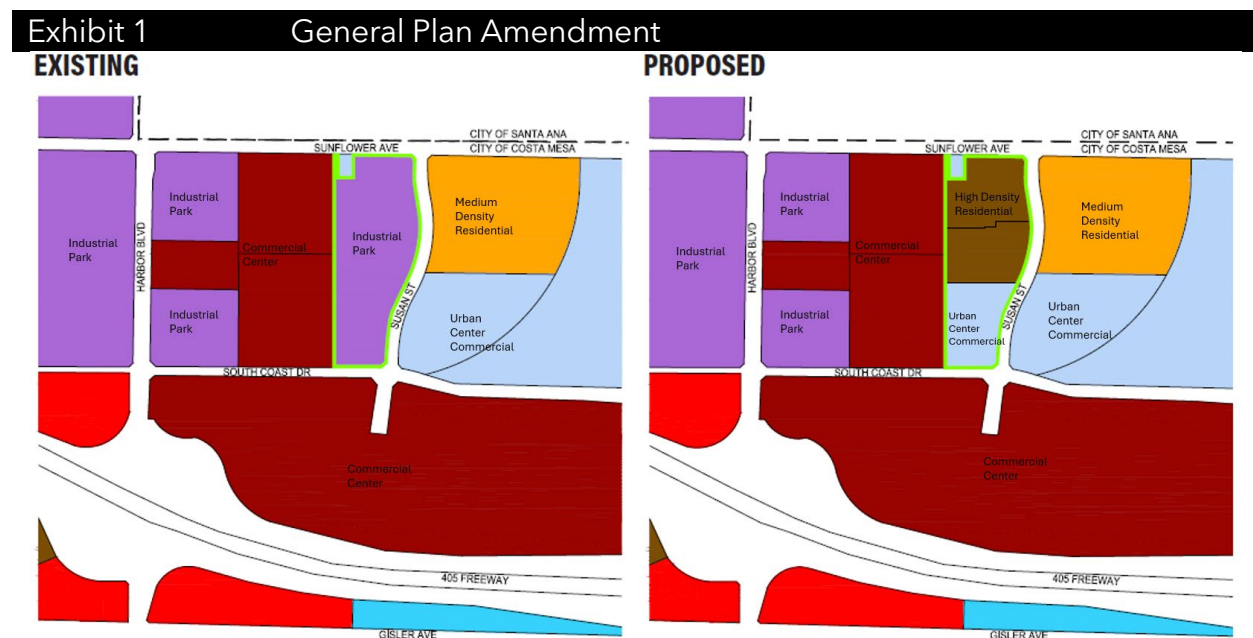 Exhibit 1 General Plan Amendment
EXISTING
CITY OF SANTA ANA
SUNFLOWER AVE CITY OF COSTA MESA
Industrial
Park
Medium
Density
Residential
Industrial
Park
Industrial
Park
Commercial
Center
HARBOR BLVD
Industrial
Park
SUSAN ST
Urban
Center
Commercial
SOUTH COAST DR
Commercial
Center
405 FREEWAY
GISLER AVE
PROPOSED
CITY OF SANTA ANA
SUNFLOWER AVE CITY OF COSTA MESA
Industrial
Park
High Density
Residential
Medium
Density
Residential
Industrial
Park
Commercial
Center
HARBOR BLVD
Industrial
Park
Urban
Center
Commercial
SUSAN ST
Urban
Center
Commercial
SOUTH COAST DR
Commercial
Center
405 FREEWAY
GISLER AVE